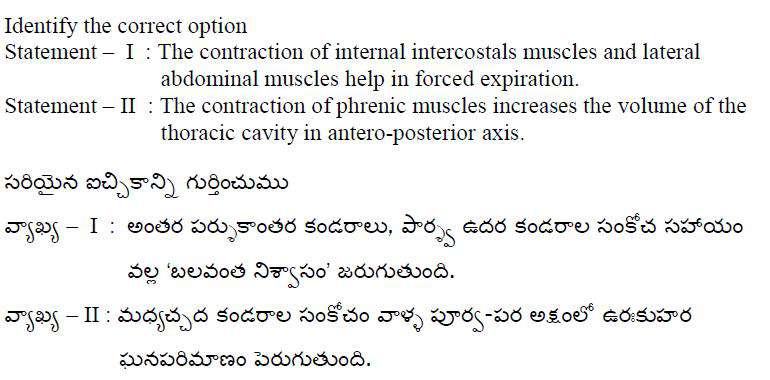 Identify the correct option
Statement – I : The contraction of internal intercostals muscles and lateral
abdominal muscles help in forced expiration.
Statement – II : The contraction of phrenic muscles increases the volume of the
thoracic cavity in antero-posterior axis.
సరియైన ఐచ్చికాన్ని గుర్తించుము
వ్యాఖ్య – I : అంతర పర్శుకాంతర కండరాలు, పార్శ్వ ఉదర కండరాల సంకోచ సహాయం
వల్ల ‘బలవంత నిశ్వాసం’ జరుగుతుంది.
వ్యాఖ్య – II : మధ్యచ్చద కండరాల సంకోచం వాళ్ళ పూర్వ-పర అక్షంలో ఉరఃకుహర
ఘనపరిమాణం పెరుగుతుంది.